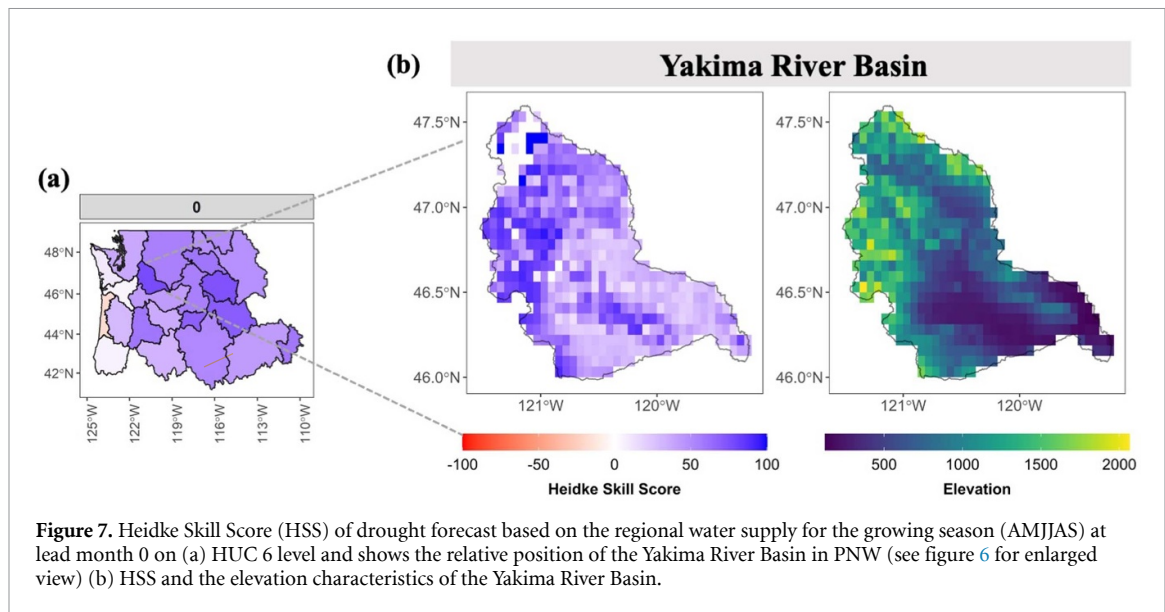 (b)
Yakima River Basin
(a)
0
48°N
46°N
44°N
42°N
125°W
122°W
119°W
116°W
113°W
110°W
47.5°N
47.0°N
46.5°N
46.0°N
121°W
120°W
47.5°N
47.0°N
46.5°N
46.0°N
121°W
120°W
-100
-50
0
50
100
Heidke Skill Score
500
1000
1500
2000
Elevation
Figure 7. Heidke Skill Score (HSS) of drought forecast based on the regional water supply for the growing season (AMJJAS) at
lead month 0 on (a) HUC 6 level and shows the relative position of the Yakima River Basin in PNW (see figure 6 for enlarged
view) (b) HSS and the elevation characteristics of the Yakima River Basin.